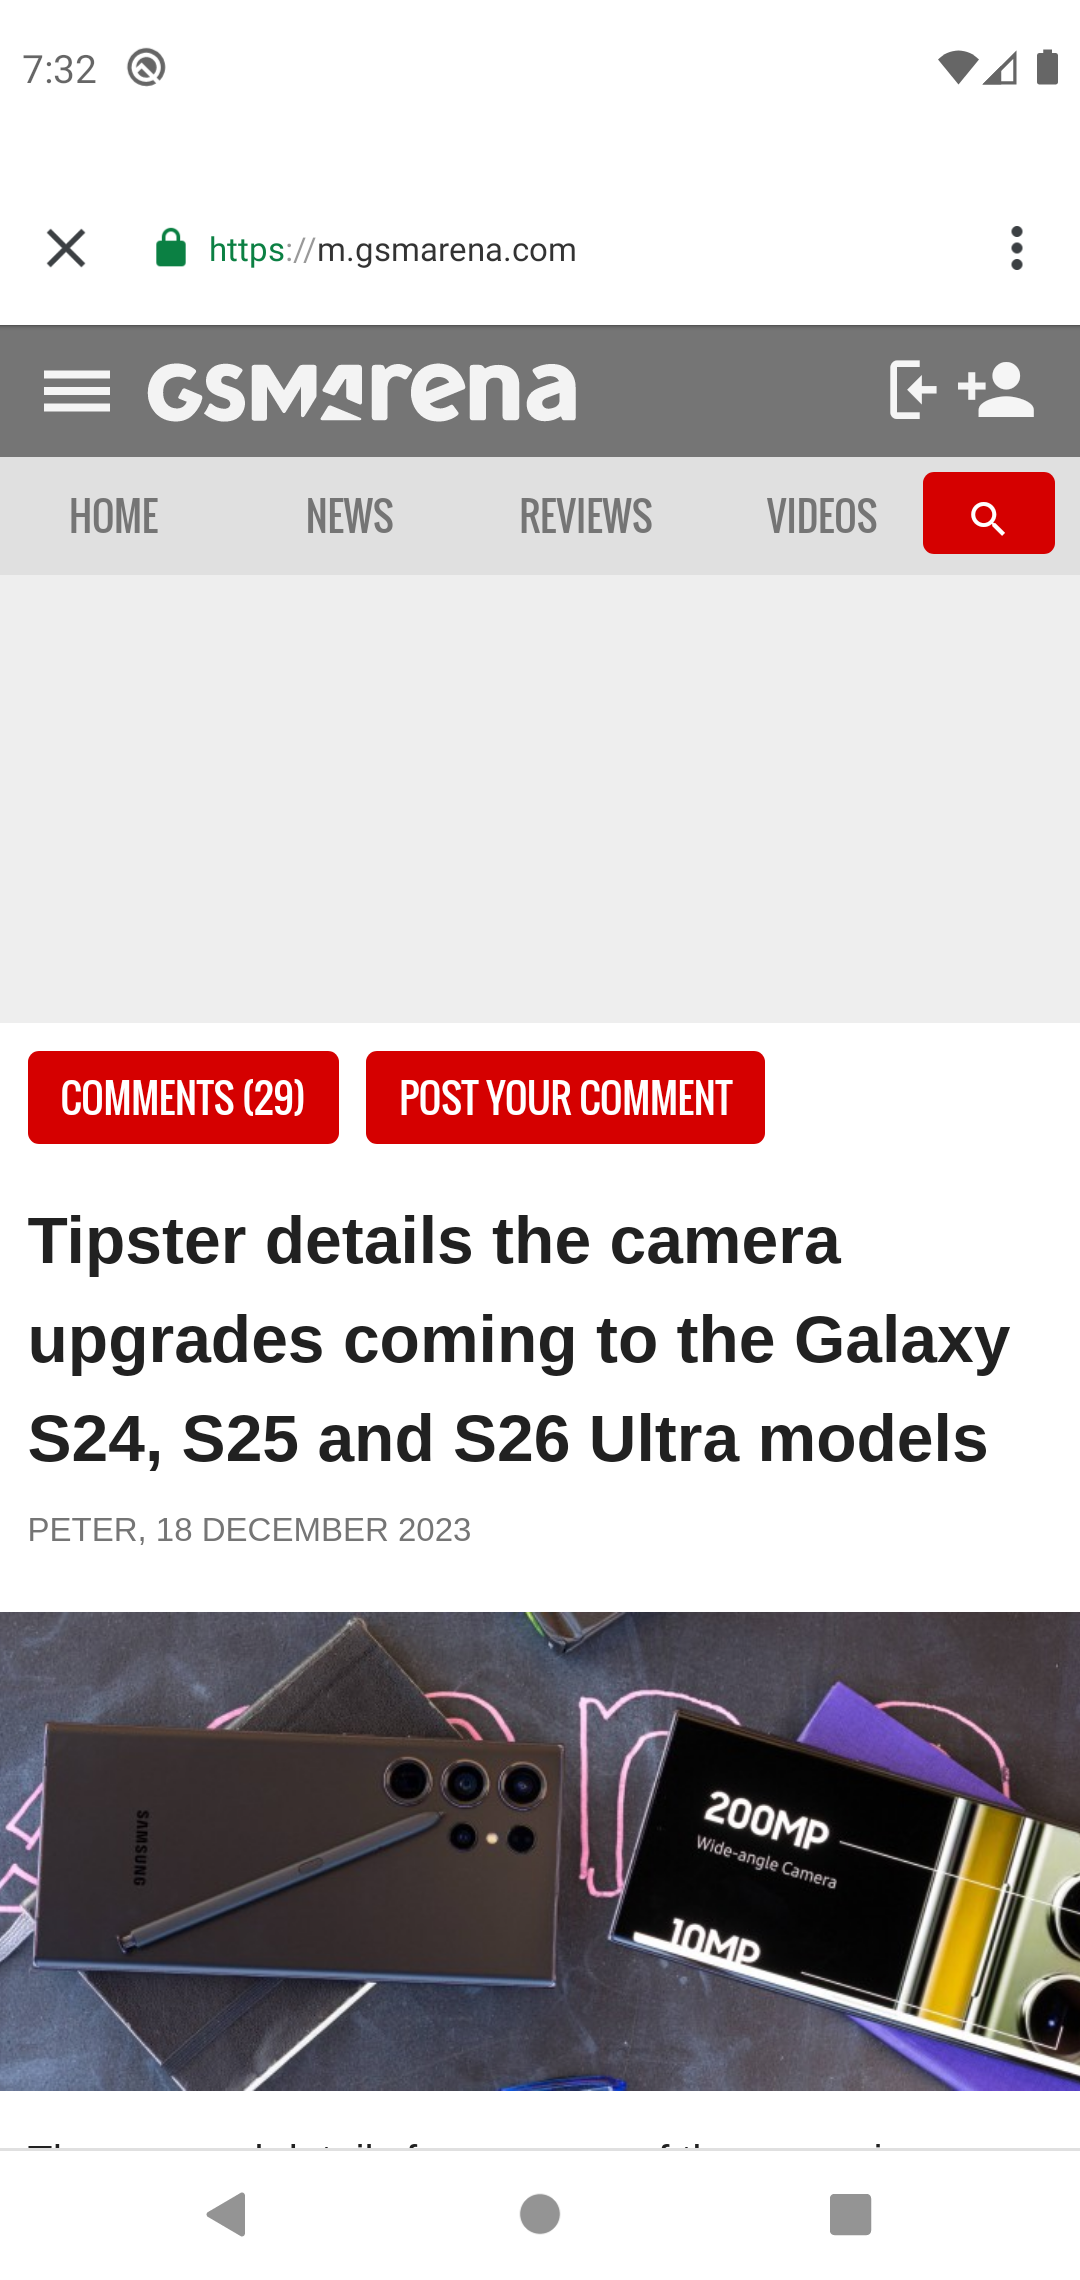 7:32
https://m.gsmarena.com
GSMArena
HOME NEWS REVIEWS VIDEOS
COMMENTS (29) POST YOUR COMMENT
Tipster details the camera
upgrades coming to the Galaxy
S24, S25 and S26 Ultra models
PETER, 18 DECEMBER 2023
SAMSUNG
200MP
Wide-angle Camera
10MP